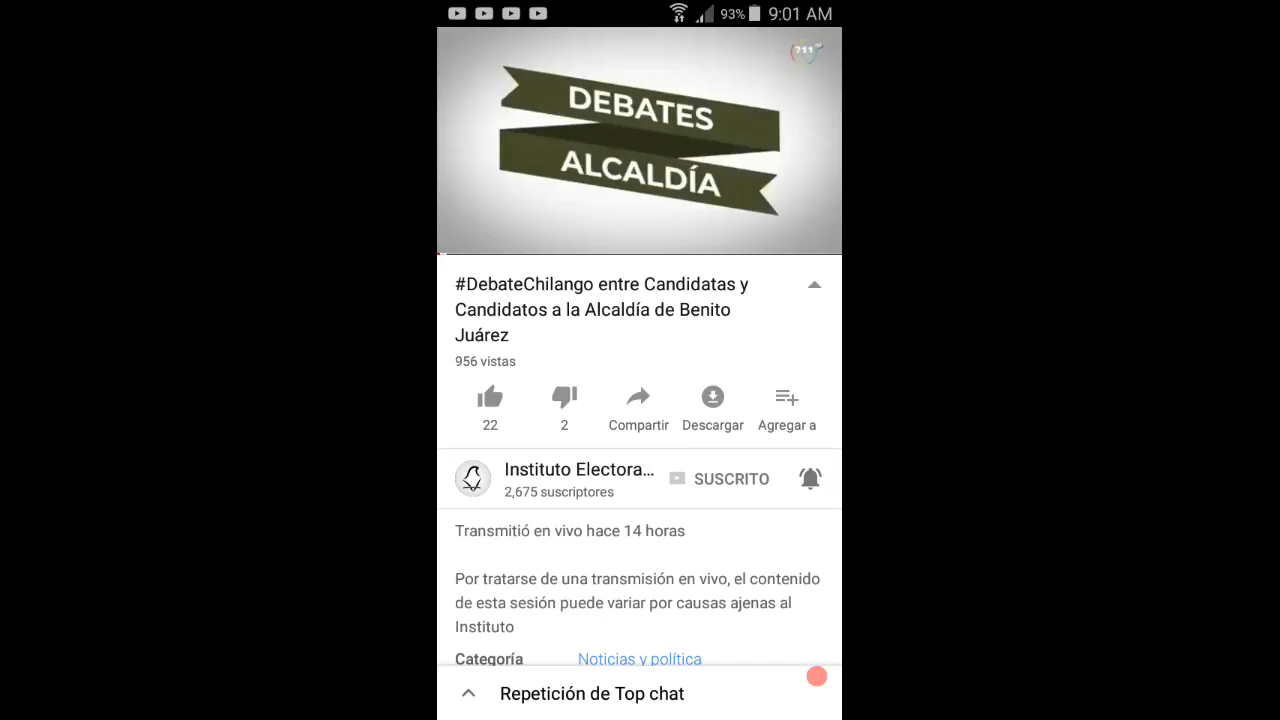 93% 9:01 AM
211
DEBATES
ALCALDÍA
#DebateChilango entre Candidatas y
Candidatos a la Alcaldía de Benito
Juárez
956 vistas
22 2 Compartir Descargar Agregar a
Instituto Electora... SUSCRITO
2,675 suscriptores
Transmitió en vivo hace 14 horas
Por tratarse de una transmisión en vivo, el contenido
de esta sesión puede variar por causas ajenas al
Instituto
Categoría Noticias y política
Repetición de Top chat